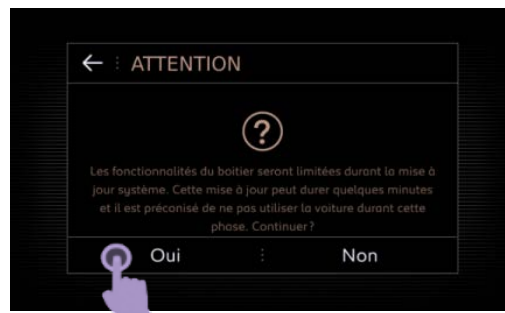 ATTENTION
?
Les fonctionnalités du boitier seront limitées durant la mise à
jour système. Cette mise à jour peut durer quelques minutes
et il est préconisé de ne pas utiliser la voiture durant cette
phase. Continuer?
Oui Non